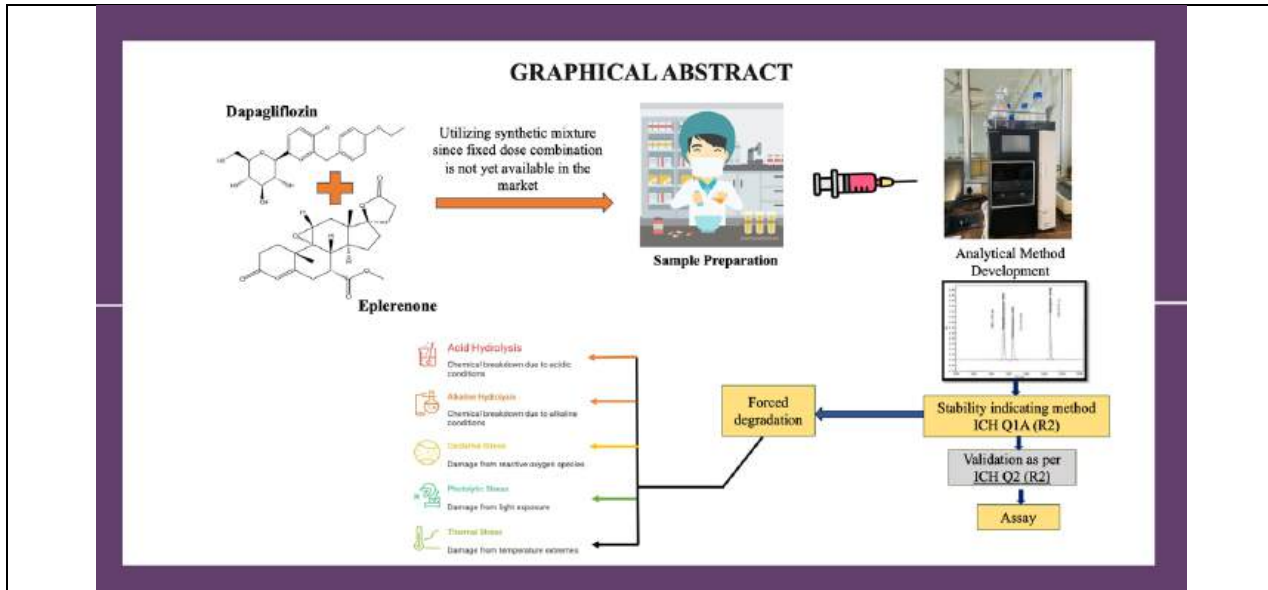 GRAPHICAL ABSTRACT
Dapagliflozin
Eplerenone
Utilizing synthetic mixture
since fixed dose combination
is not yet available in the
market
Sample Preparation
Analytical Method
Development
Stability indicating method
ICH Q1A (R2)
Validation as per
ICH Q2 (R2)
Assay
Forced
degradation
Acid Hydrolysis
Chemical breakdown due to acidic
conditions
Alkaline Hydrolysis
Chemical breakdown due to alkaline
conditions
Oxidative Stress
Damage from reactive oxygen species
Photolytic Stress
Damage from light exposure
Thermal Stress
Damage from temperature extremes